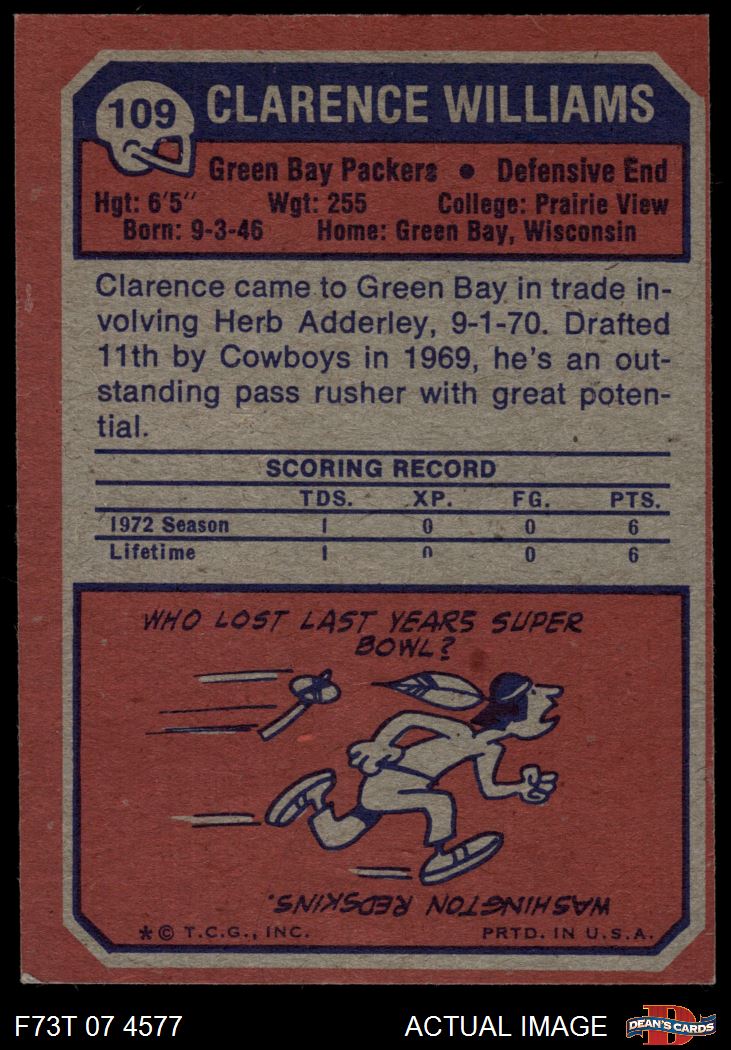 109
CLARENCE WILLIAMS
Green Bay Packers • Defensive End
Hgt: 6'5" Wgt: 255 College: Prairie View
Born: 9-3-46 Home: Green Bay, Wisconsin
Clarence came to Green Bay in trade in-
volving Herb Adderley, 9-1-70. Drafted
11th by Cowboys in 1969, he's an out-
standing pass rusher with great poten-
tial.
SCORING RECORD
TDS. XP. FG. PTS.
1972 Season 1 0 0 6
Lifetime 1 0 0 6
WHO LOST LAST YEARS SUPER
BOWL?
WASHINGTON REDSKINS.
*© T.C.G., INC. PRTD. IN U.S.A.
F73T 07 4577 ACTUAL IMAGE D DEAN'S CARDS